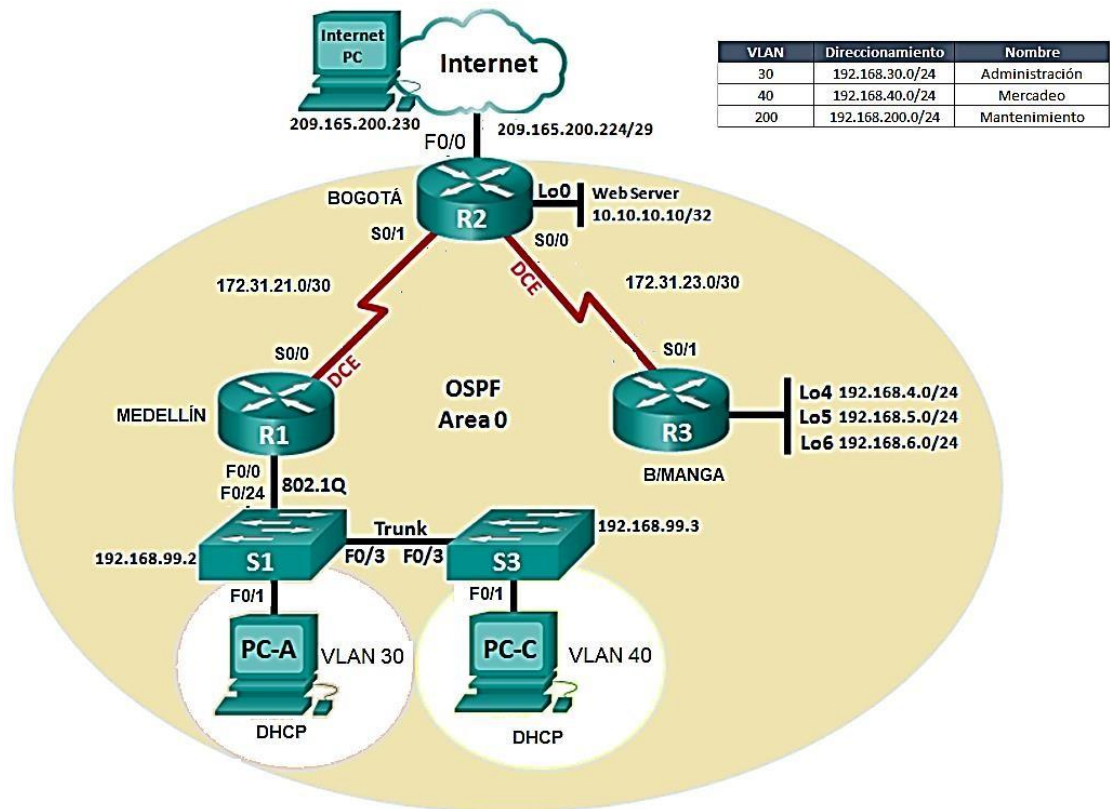 Internet
PC
Internet
209.165.200.230
209.165.200.224/29
F0/0
VLAN Direccionamiento Nombre
30 192.168.30.0/24 Administración
40 192.168.40.0/24 Mercadeo
200 192.168.200.0/24 Mantenimiento
BOGOTÁ
R2
Lo0
Web Server
10.10.10.10/32
S0/1
S0/0
DCE
172.31.21.0/30
172.31.23.0/30
S0/0
DCE
S0/1
MEDELLÍN
R1
OSPF
Area 0
R3
B/MANGA
Lo4 192.168.4.0/24
Lo5 192.168.5.0/24
Lo6 192.168.6.0/24
F0/0
F0/24
802.1Q
Trunk
192.168.99.2
S1
F0/3
F0/3
S3
192.168.99.3
F0/1
F0/1
PC-A
VLAN 30
PC-C
VLAN 40
DHCP
DHCP